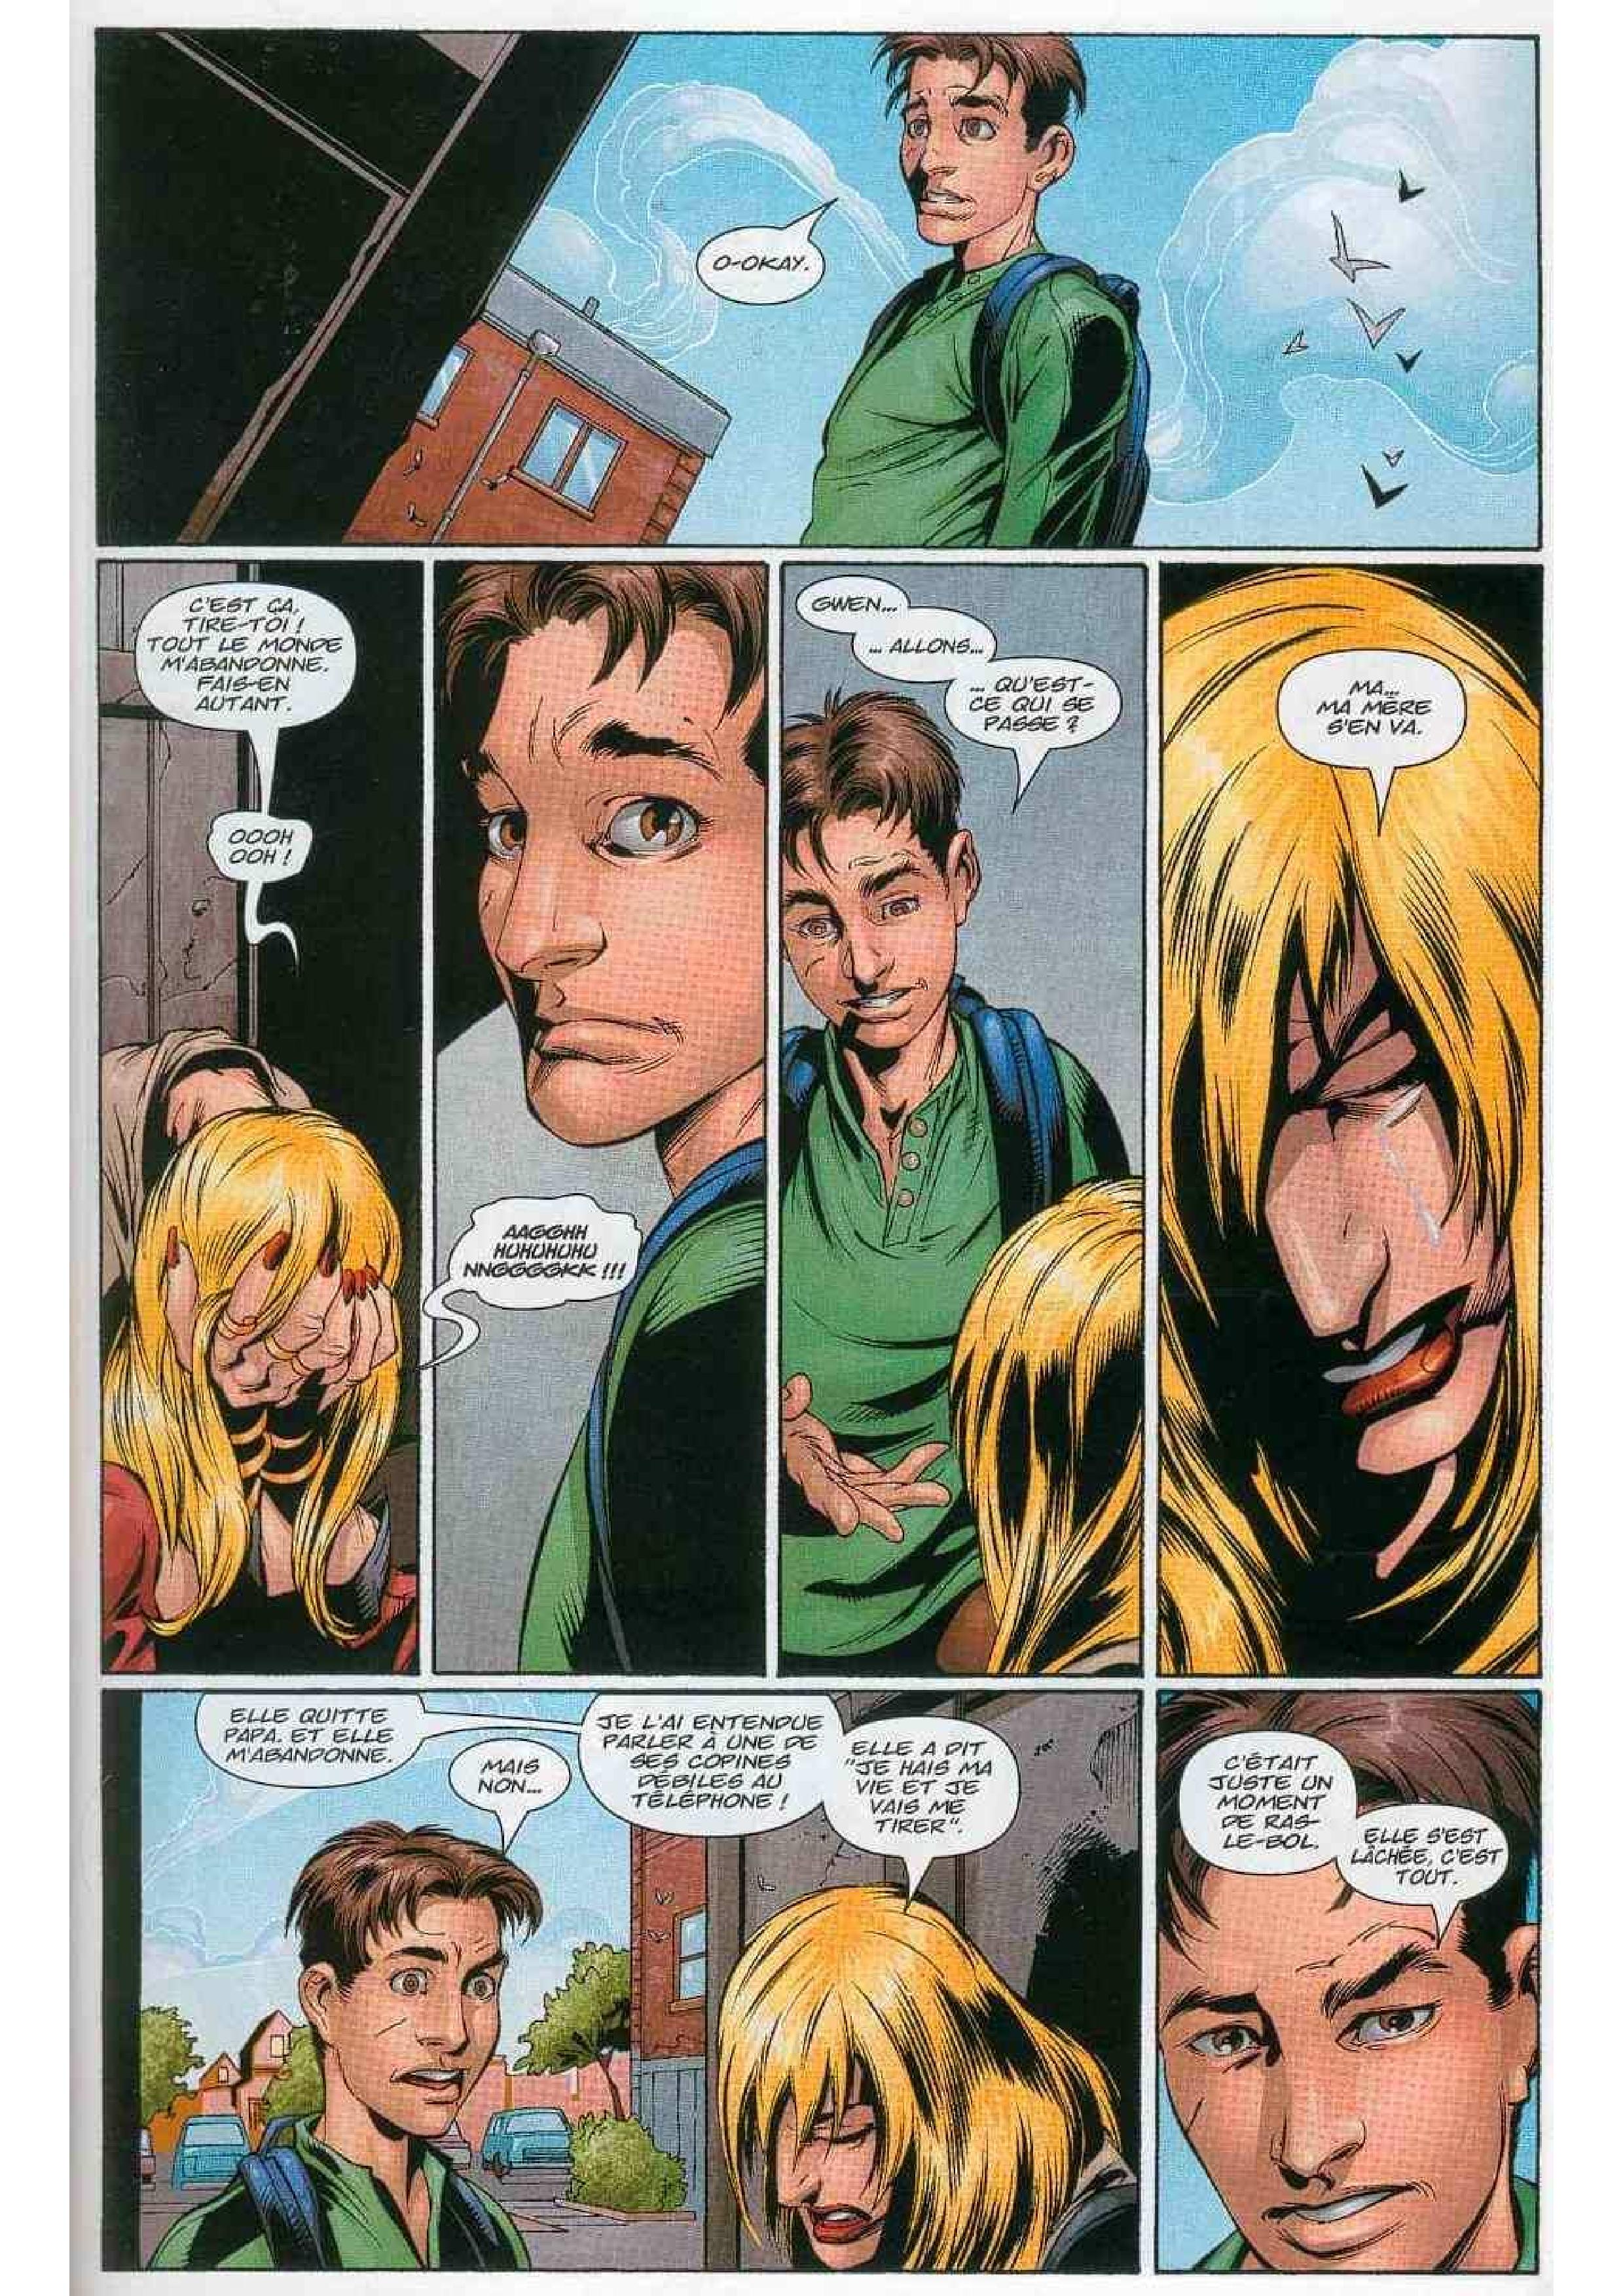 O-OKAY.
C'EST ÇA,
TIRE-TOI !
TOUT LE MONDE
M'ABANDONNE.
FAIS-EN
AUTANT.
OOOH
OOH !
AAGGHH
HUHUHUHU
NNGGGGKK !!!
GWEN...
... ALLONS...
... QU'EST-
CE QUI SE
PASSE ?
MA...
MA MÈRE
S'EN VA.
ELLE QUITTE
PAPA. ET ELLE
M'ABANDONNE.
MAIS
NON...
JE L'AI ENTENDUE
PARLER À UNE DE
SES COPINES
DÉBILES AU
TÉLÉPHONE !
ELLE A DIT
"JE HAIS MA
VIE ET JE
VAIS ME
TIRER".
C'ÉTAIT
JUSTE UN
MOMENT
DE RAS-
LE-BOL.
ELLE S'EST
LÂCHÉE, C'EST
TOUT.